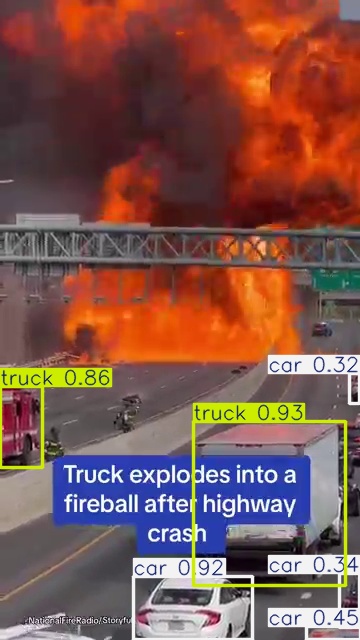 car 0.32
truck 0.86
truck 0.93
Truck explodes into a
fireball after highway
crash
car 0.92
car 0.34
car 0.45
NationalFireRadio/Storyfu